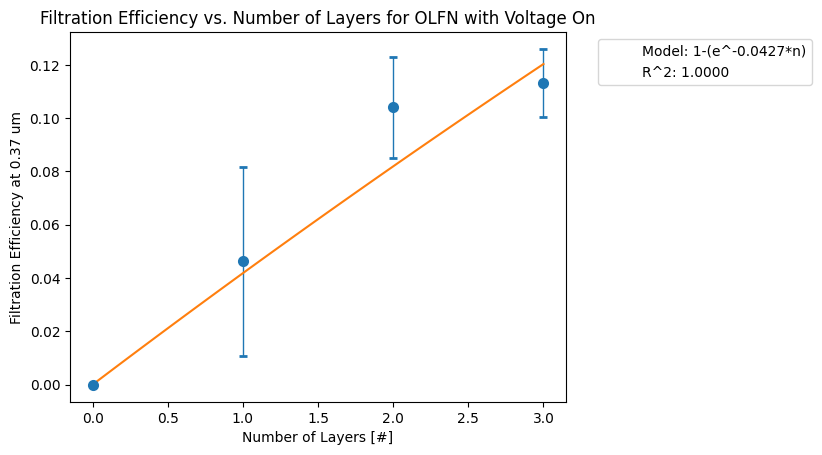 Filtration Efficiency vs. Number of Layers for OLFN with Voltage On
Model: 1-(e^-0.0427*n)
R^2: 1.0000
Filtration Efficiency at 0.37 um
0.12
0.10
0.08
0.06
0.04
0.02
0.00
0.0 0.5 1.0 1.5 2.0 2.5 3.0
Number of Layers [#]